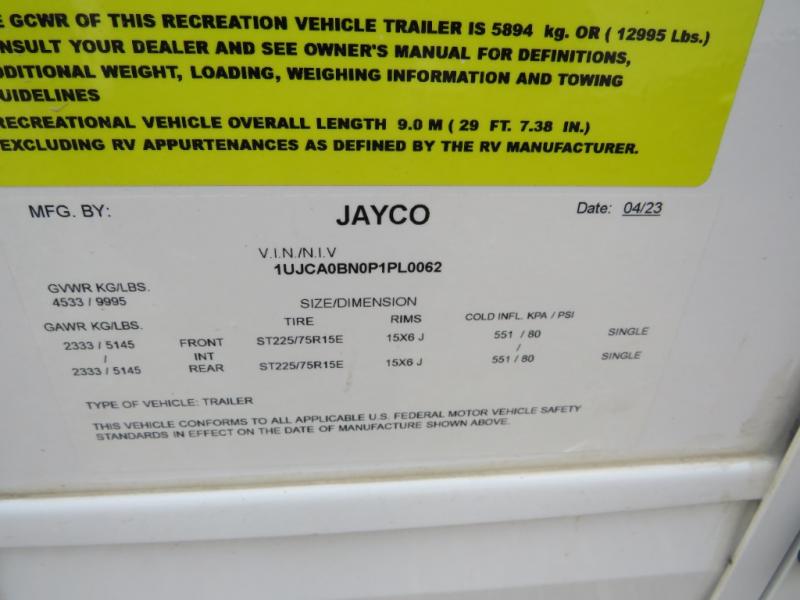 E GCWR OF THIS RECREATION VEHICLE TRAILER IS 5894 kg. OR ( 12995 Lbs.)
ONSULT YOUR DEALER AND SEE OWNER'S MANUAL FOR DEFINITIONS,
DDITIONAL WEIGHT, LOADING, WEIGHING INFORMATION AND TOWING
UIDELINES
RECREATIONAL VEHICLE OVERALL LENGTH 9.0 M ( 29 FT. 7.38 IN.)
EXCLUDING RV APPURTENANCES AS DEFINED BY THE RV MANUFACTURER.
MFG. BY: JAYCO Date: 04/23
V.I.N./N.I.V
1UJCA0BN0P1PL0062
GVWR KG/LBS.
4533 / 9995 SIZE/DIMENSION
GAWR KG/LBS. TIRE RIMS COLD INFL. KPA / PSI
2333 / 5145 FRONT ST225/75R15E 15X6 J 551 / 80 SINGLE
/ INT /
2333 / 5145 REAR ST225/75R15E 15X6 J 551 / 80 SINGLE
TYPE OF VEHICLE: TRAILER
THIS VEHICLE CONFORMS TO ALL APPLICABLE U.S. FEDERAL MOTOR VEHICLE SAFETY
STANDARDS IN EFFECT ON THE DATE OF MANUFACTURE SHOWN ABOVE.